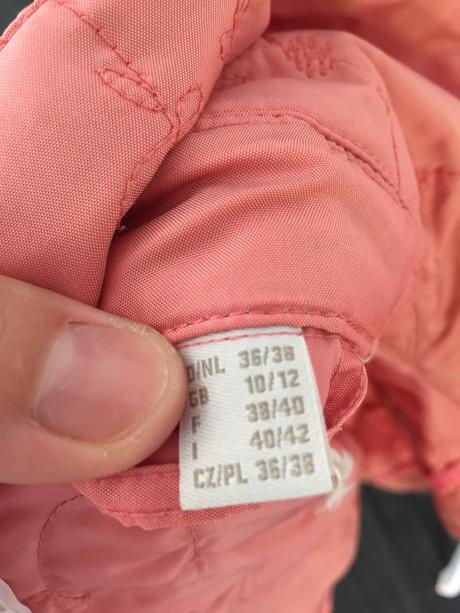 D/NL 36/38
GB 10/12
F 38/40
I 40/42
CZ/PL 36/38